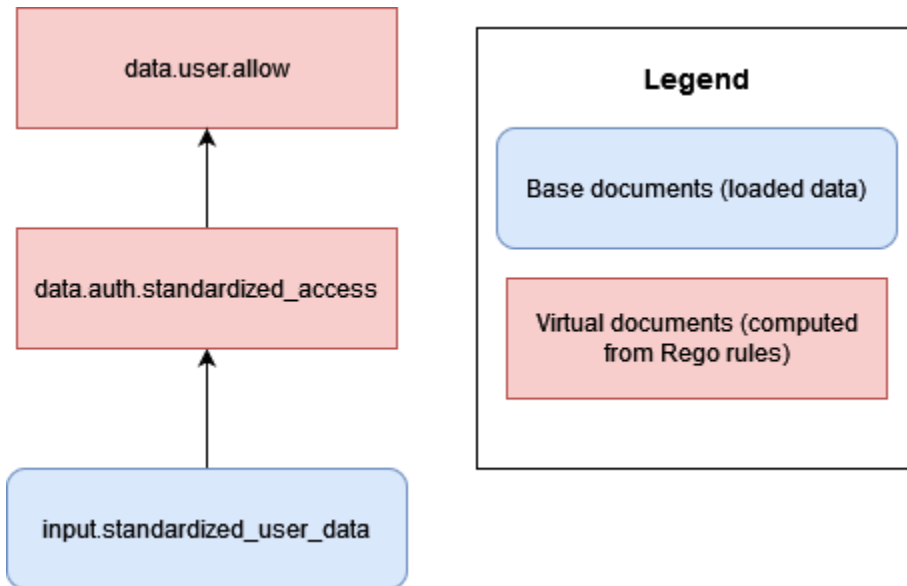 data.user.allow
data.auth.standardized_access
input.standardized_user_data
Legend
Base documents (loaded data)
Virtual documents (computed
from Rego rules)